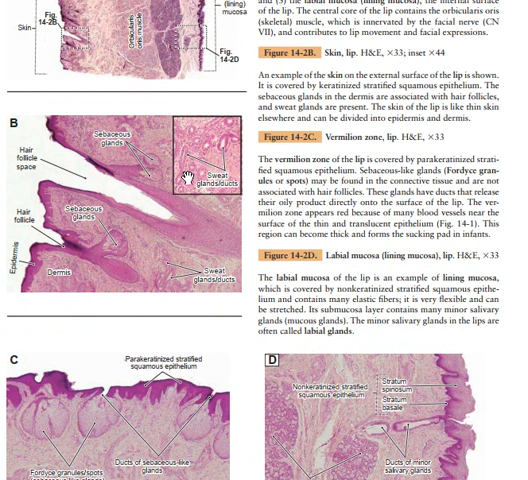 (lining)
mucosa
Fig.
14-2B
Skin
Orbicularis
oris muscle
Fig.
14-2D
and (3) the labial mucosa (lining mucosa), the internal surface
of the lip. The central core of the lip contains the orbicularis oris
(skeletal) muscle, which is innervated by the facial nerve (CN
VII), and contributes to lip movement and facial expressions.
Figure 14-2B. Skin, lip. H&E, ×33; inset ×44
An example of the skin on the external surface of the lip is shown.
It is covered by keratinized stratified squamous epithelium. The
sebaceous glands in the dermis are associated with hair follicles,
and sweat glands are present. The skin of the lip is like thin skin
elsewhere and can be divided into epidermis and dermis.
Figure 14-2C. Vermilion zone, lip. H&E, ×33
The vermilion zone of the lip is covered by parakeratinized strati-
fied squamous epithelium. Sebaceous-like glands (Fordyce gran-
ules or spots) may be found in the connective tissue and are not
associated with hair follicles. These glands have ducts that release
their oily product directly onto the surface of the lip. The ver-
milion zone appears red because of many blood vessels near the
surface of the thin and translucent epithelium (Fig. 14-1). This
region can become thick and forms the sucking pad in infants.
Figure 14-2D. Labial mucosa (lining mucosa), lip. H&E, ×33
The labial mucosa of the lip is an example of lining mucosa,
which is covered by nonkeratinized stratified squamous epithe-
lium and contains many elastic fibers; it is very flexible and can
be stretched. Its submucosa layer contains many minor salivary
glands (mucous glands). The minor salivary glands in the lips are
often called labial glands.
B
Sebaceous
glands
Hair
follicle
space
Sweat
glands/ducts
Hair
follicle
Sebaceous
glands
Epidermis
Dermis
Sweat
glands/ducts
C
Parakeratinized stratified
squamous epithelium
Fordyce granules/spots
Ducts of sebaceous-like
glands
D
Nonkeratinized stratified
squamous epithelium
Stratum
spinosum
Stratum
basale
Ducts of minor
salivary glands